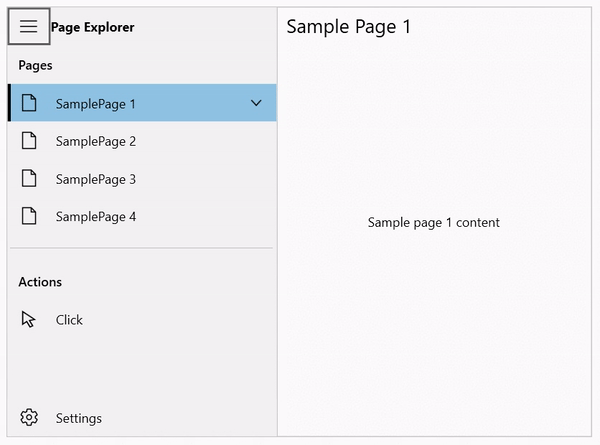 Page Explorer
Pages
SamplePage 1
SamplePage 2
SamplePage 3
SamplePage 4
Actions
Click
Settings
Sample Page 1
Sample page 1 content